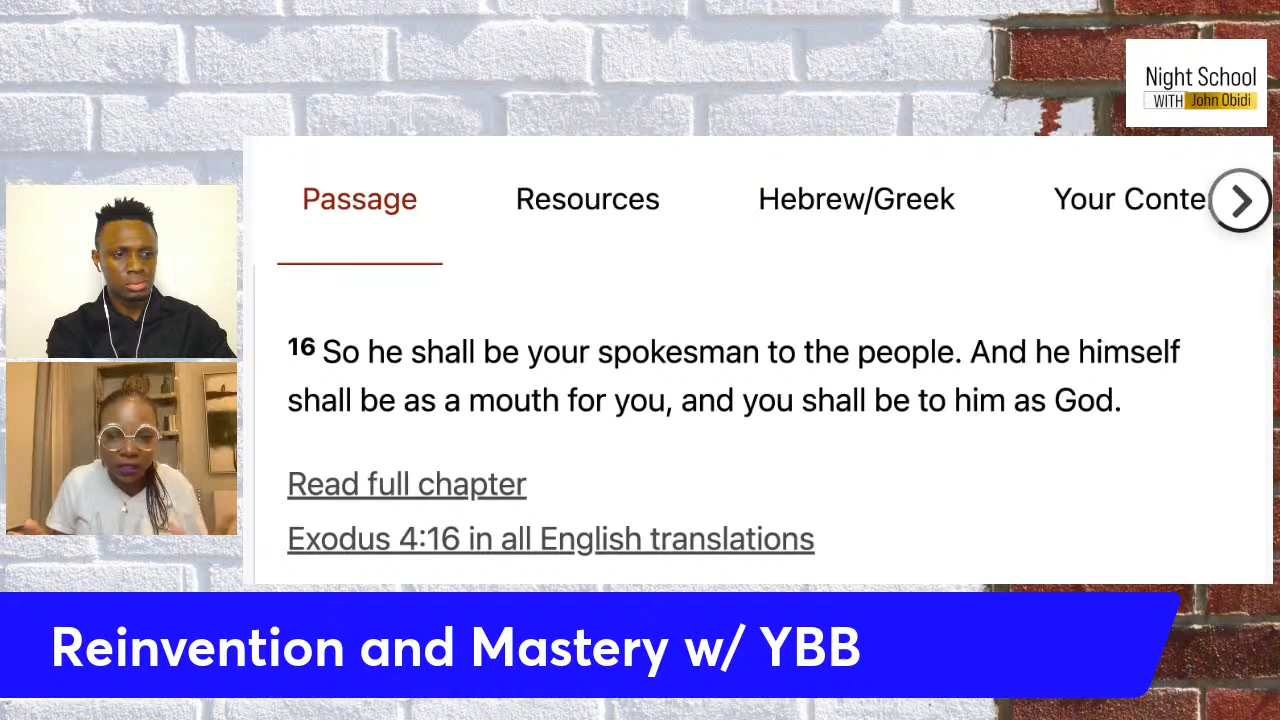 Night School
WITH John Obidi
Passage Resources Hebrew/Greek Your Conte
16 So he shall be your spokesman to the people. And he himself
shall be as a mouth for you, and you shall be to him as God.
Read full chapter
Exodus 4:16 in all English translations
Reinvention and Mastery w/ YBB